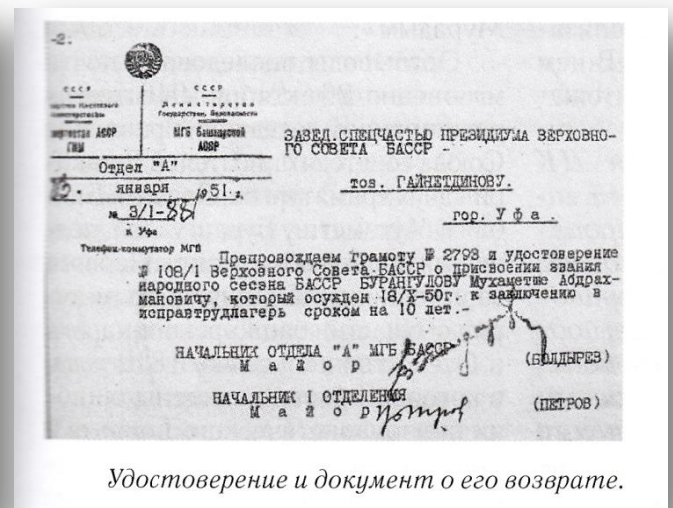 -2.
СССР
СССР
Министерство
Государствен. Безопасности
АССР
МГБ Башкирской
АССР
Отдел "А"
января 1951 г.
№ 3/1-881
г. Уфа
Телефон-коммутатор МГБ
ЗАВЕД.СПЕЦЧАСТЬЮ ПРЕЗИДИУМА ВЕРХОВНО-
ГО СОВЕТА БАССР -
тов. ГАЙНЕТДИНОВУ.
гор. Уфа.
Препровождаем грамоту № 2793 и удостоверение
№ 108/1 Верховного Совета БАССР о присвоении звания
народного сесэна БАССР БУРАНГУЛОВУ Мухаметше Абдрах-
мановичу, который осужден 18/X-50г. к заключению в
исправтрудлагерь сроком на 10 лет.-
НАЧАЛЬНИК ОТДЕЛА "А" МГБ БАССР
Майор (БОЛДЫРЕВ)
НАЧАЛЬНИК I ОТДЕЛЕНИЯ
Майор (ПЕТРОВ)
Удостоверение и документ о его возврате.